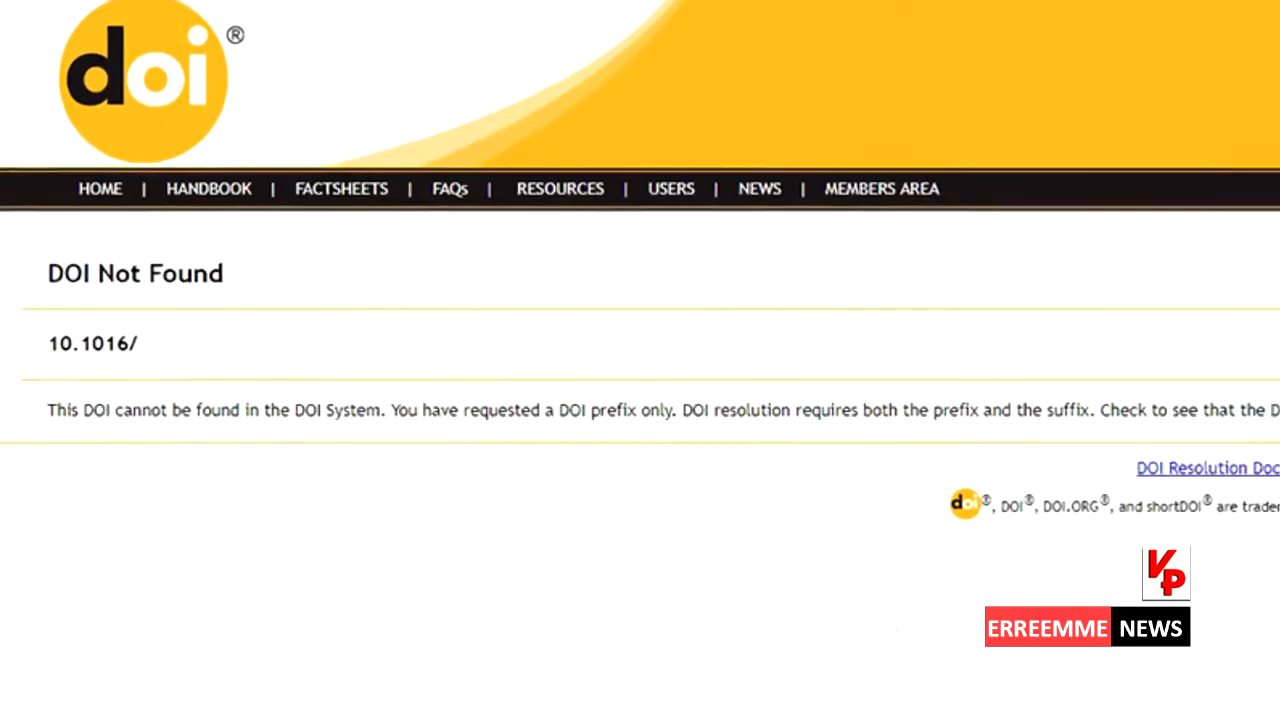 doi®
HOME | HANDBOOK | FACTSHEETS | FAQs | RESOURCES | USERS | NEWS | MEMBERS AREA
DOI Not Found
10.1016/
This DOI cannot be found in the DOI System. You have requested a DOI prefix only. DOI resolution requires both the prefix and the suffix. Check to see that the D
DOI Resolution Doc
doi®, DOI®, DOI.ORG®, and shortDOI® are trader
VP
ERREEMME NEWS